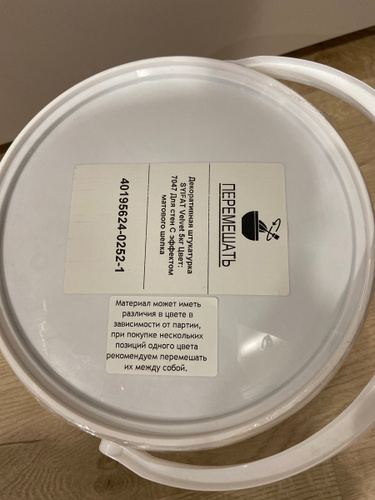 ПЕРЕМЕШАТЬ
Декоративная штукатурка
SYIFAT Velvet 5кг Цвет:
7047 Для стен С эффектом
матового шелка
40195624-0252-1
Материал может иметь
различия в цвете в
зависимости от партии,
при покупке нескольких
позиций одного цвета
рекомендуем перемешать
их между собой.